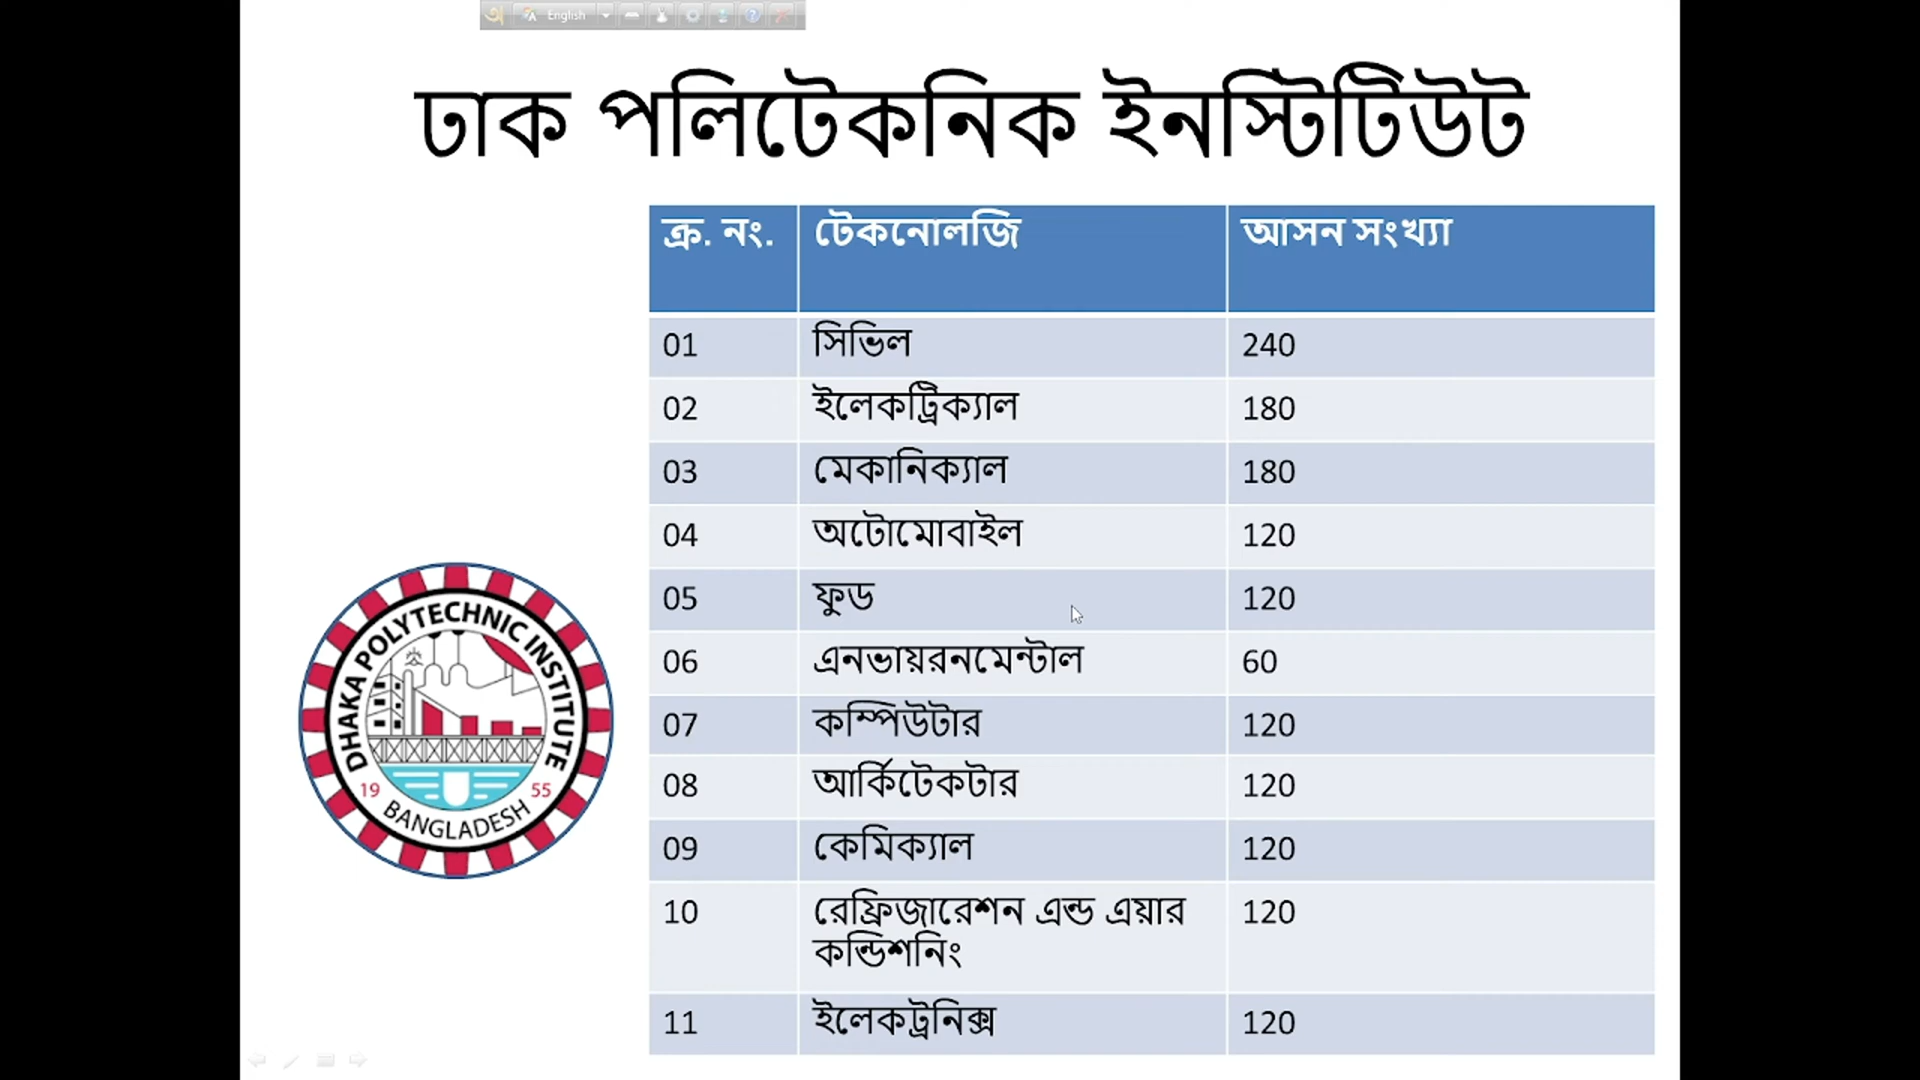 English
ঢাক পলিটেকনিক ইনস্টিটিউট
ক্র. নং. টেকনোলজি আসন সংখ্যা
01 সিভিল 240
02 ইলেকট্রিক্যাল 180
03 মেকানিক্যাল 180
04 অটোমোবাইল 120
05 ফুড 120
06 এনভায়রনমেন্টাল 60
07 কম্পিউটার 120
08 আর্কিটেকটার 120
09 কেমিক্যাল 120
10 রেফ্রিজারেশন এন্ড এয়ার 120
কন্ডিশনিং
11 ইলেকট্রনিক্স 120
DHAKA POLYTECHNIC INSTITUTE
19 55
BANGLADESH